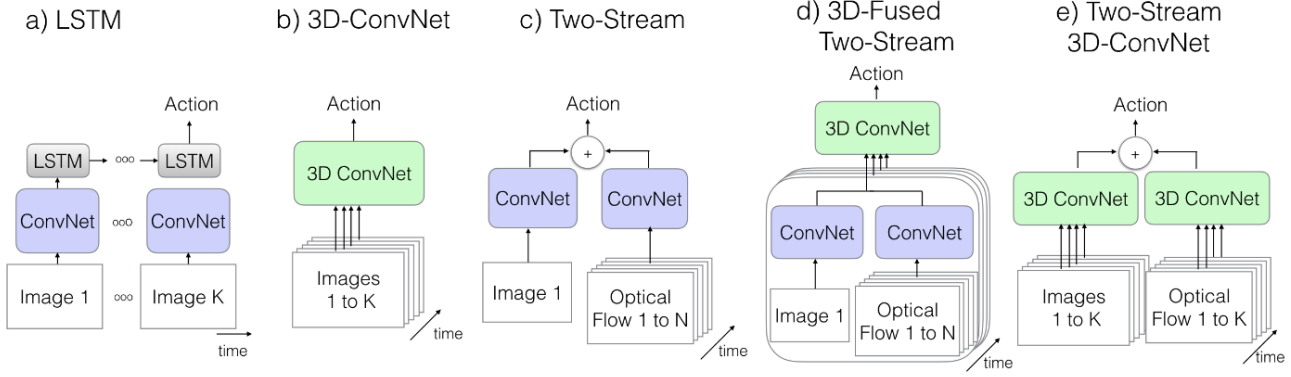 a) LSTM
Action
LSTM
ooo
LSTM
ConvNet
ooo
ConvNet
Image 1
ooo
Image K
time
b) 3D-ConvNet
Action
3D ConvNet
Images
1 to K
time
c) Two-Stream
Action
+
ConvNet
ConvNet
Image 1
Optical
Flow 1 to N
time
d) 3D-Fused
Two-Stream
Action
3D ConvNet
ConvNet
ConvNet
Image 1
Optical
Flow 1 to N
time
e) Two-Stream
3D-ConvNet
Action
+
3D ConvNet
3D ConvNet
Images
1 to K
Optical
Flow 1 to K
time